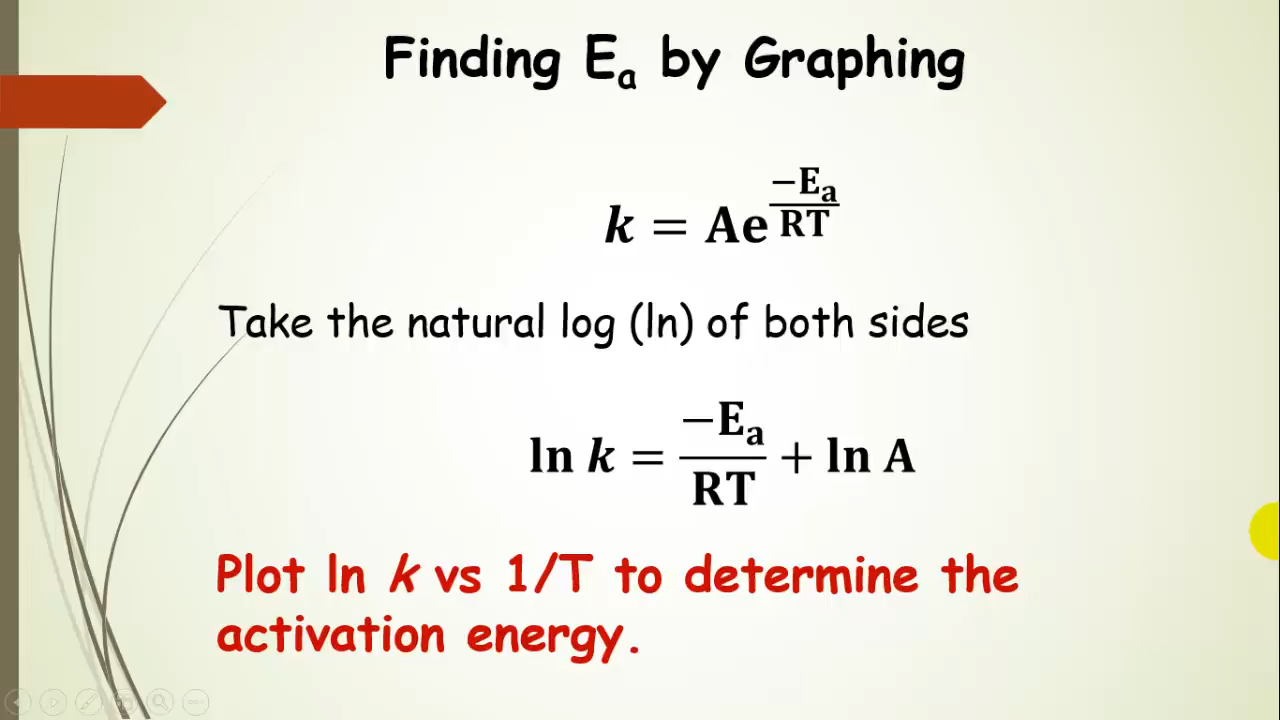 Finding Eₐ by Graphing
k = Ae^(−Eₐ/RT)
Take the natural log (ln) of both sides
ln k = −Eₐ/RT + ln A
Plot ln k vs 1/T to determine the
activation energy.